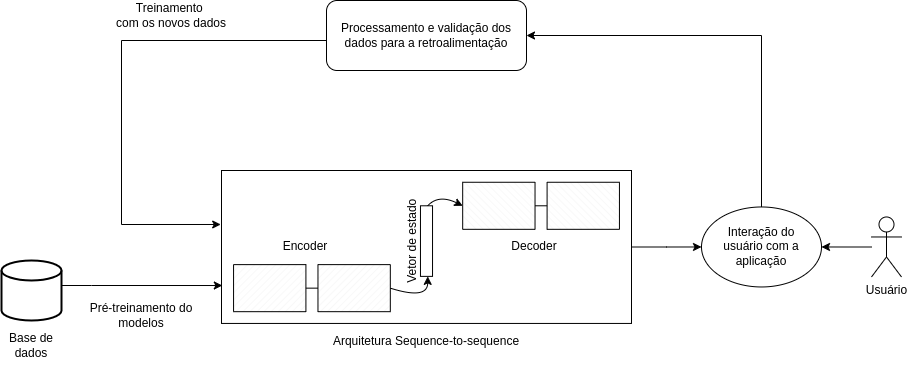 Treinamento
com os novos dados
Processamento e validação dos
dados para a retroalimentação
Encoder
Vetor de estado
Decoder
Interação do
usuário com a
aplicação
Usuário
Pré-treinamento do
modelos
Base de
dados
Arquitetura Sequence-to-sequence